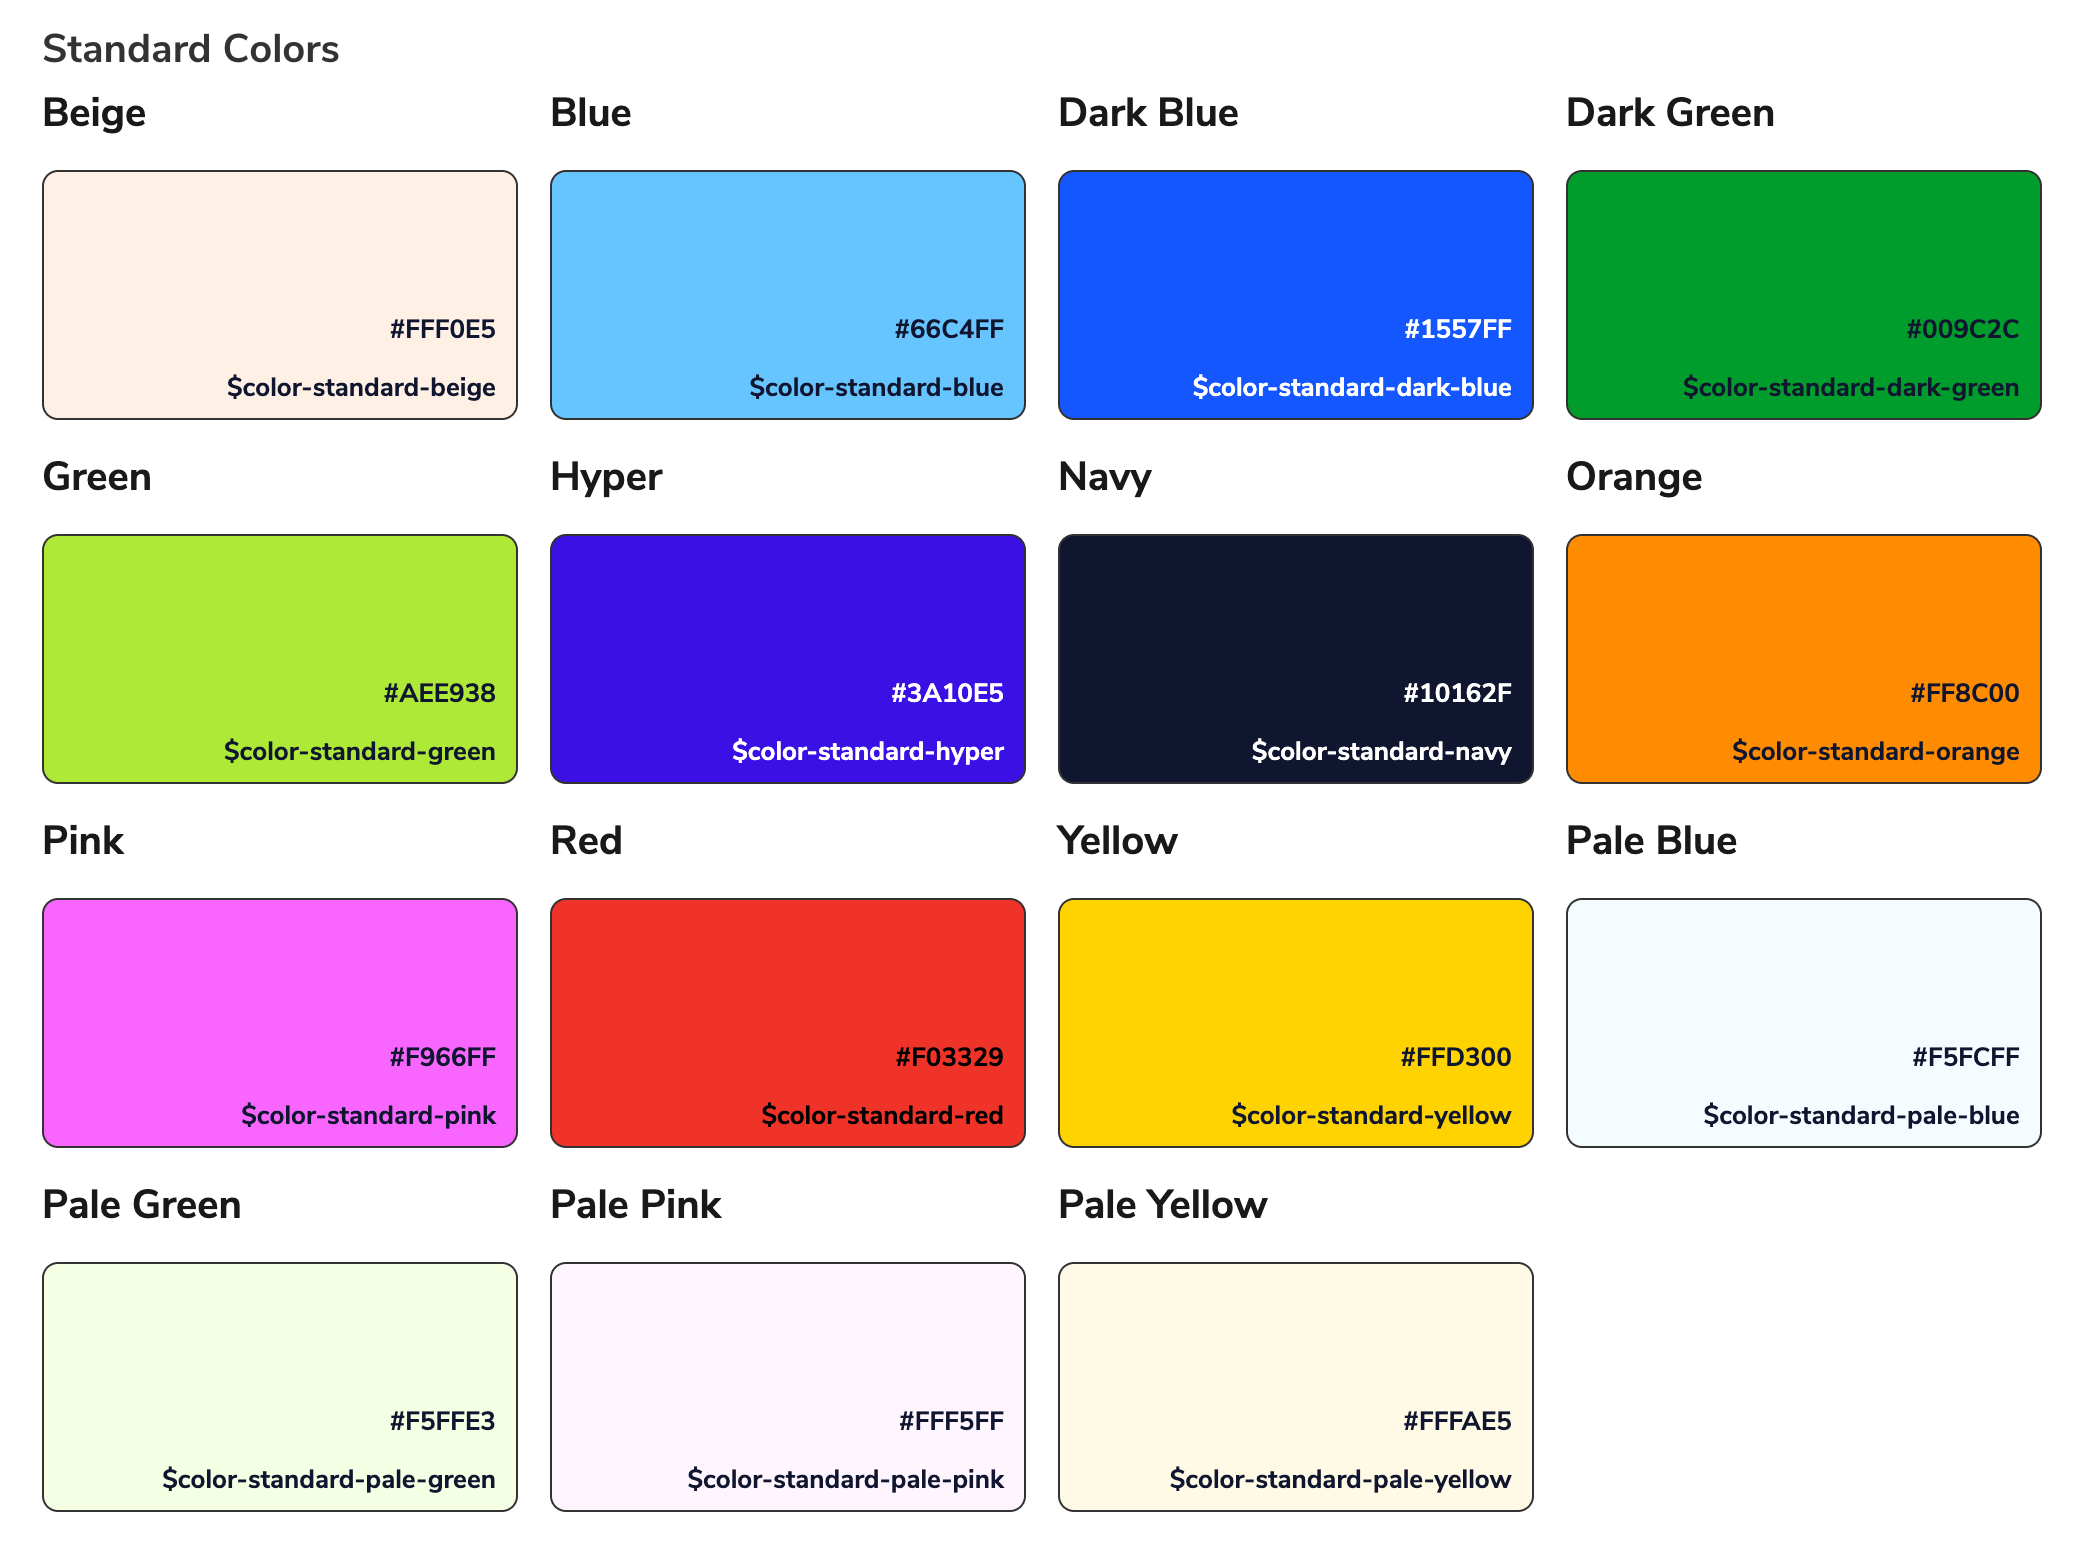 Standard Colors
Beige
#FFF0E5
$color-standard-beige
Blue
#66C4FF
$color-standard-blue
Dark Blue
#1557FF
$color-standard-dark-blue
Dark Green
#009C2C
$color-standard-dark-green
Green
#AEE938
$color-standard-green
Hyper
#3A10E5
$color-standard-hyper
Navy
#10162F
$color-standard-navy
Orange
#FF8C00
$color-standard-orange
Pink
#F966FF
$color-standard-pink
Red
#F03329
$color-standard-red
Yellow
#FFD300
$color-standard-yellow
Pale Blue
#F5FCFF
$color-standard-pale-blue
Pale Green
#F5FFE3
$color-standard-pale-green
Pale Pink
#FFF5FF
$color-standard-pale-pink
Pale Yellow
#FFFAE5
$color-standard-pale-yellow